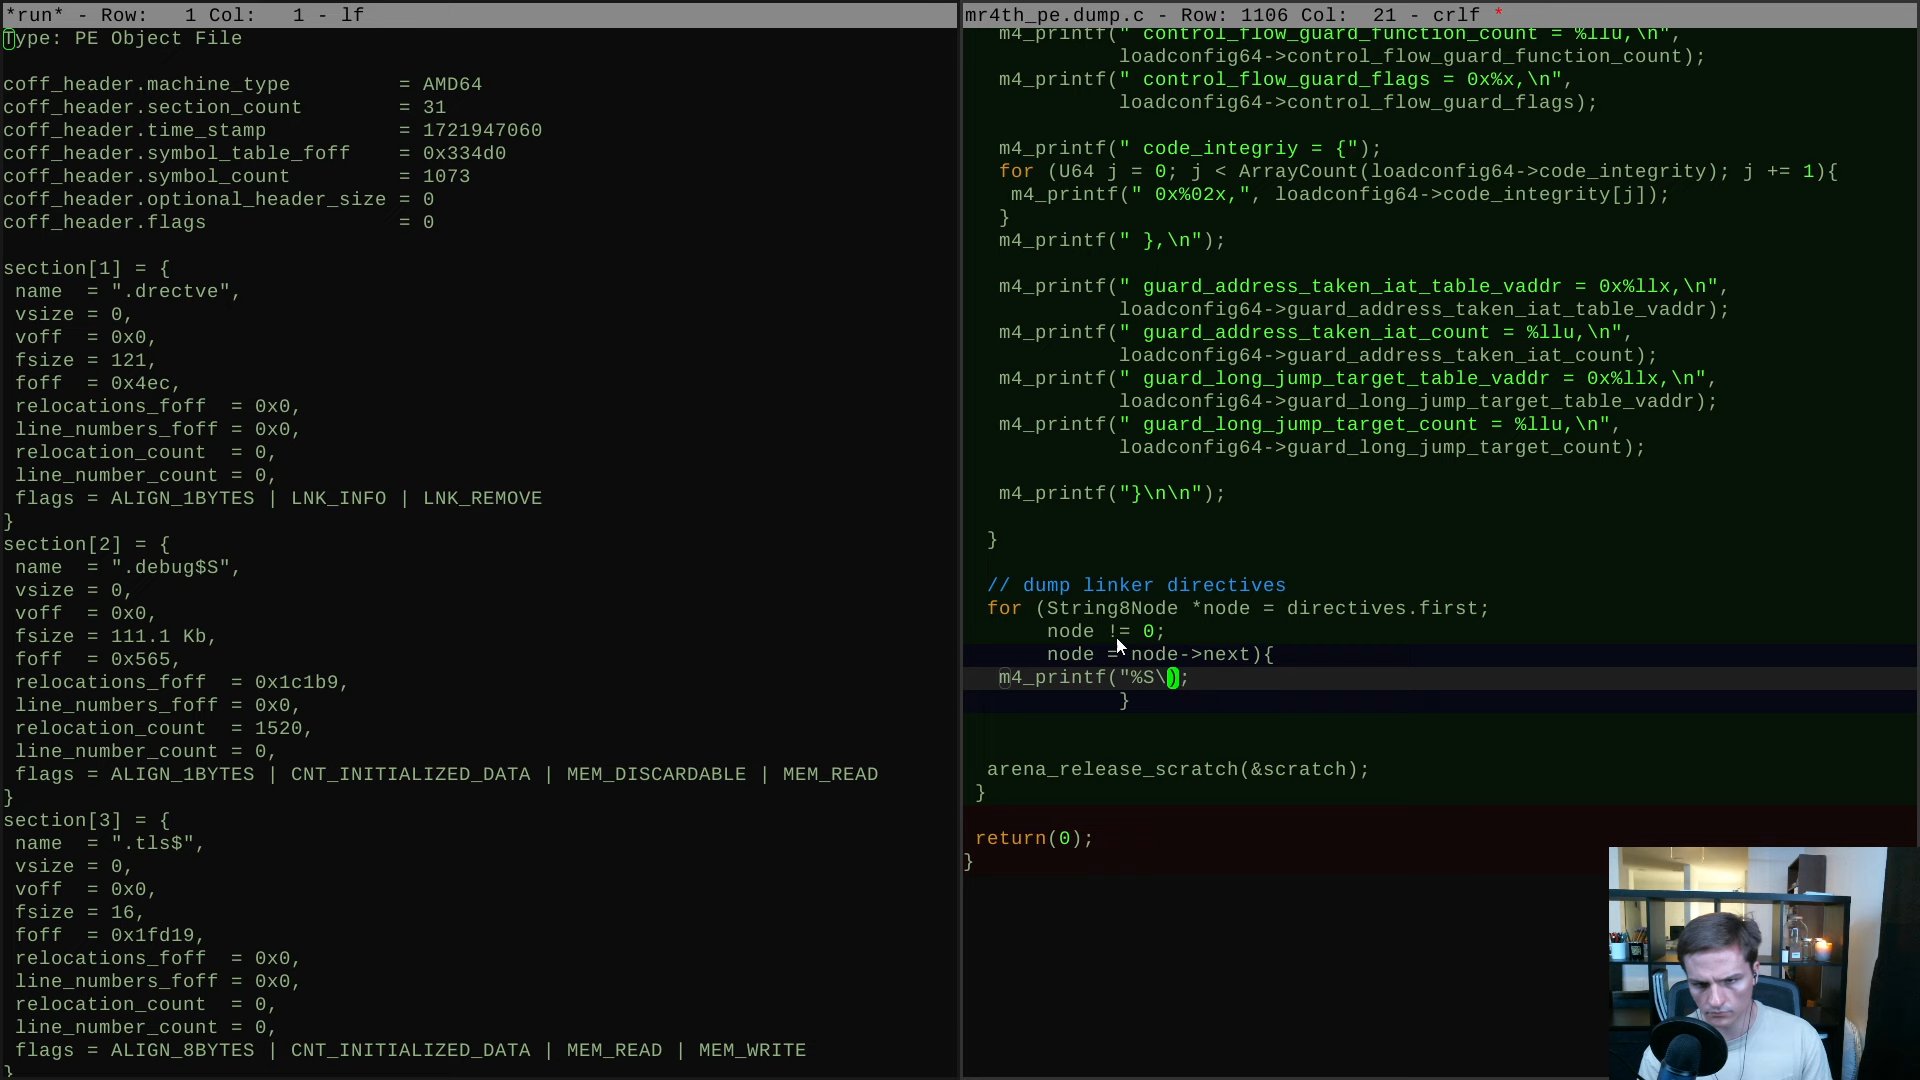 *run* - Row:   1 Col:   1 - lf
Type: PE Object File
coff_header.machine_type         = AMD64
coff_header.section_count        = 31
coff_header.time_stamp           = 1721947060
coff_header.symbol_table_foff    = 0x334d0
coff_header.symbol_count         = 1073
coff_header.optional_header_size = 0
coff_header.flags                = 0
section[1] = {
 name  = ".drectve",
 vsize = 0,
 voff  = 0x0,
 fsize = 121,
 foff  = 0x4ec,
 relocations_foff  = 0x0,
 line_numbers_foff = 0x0,
 relocation_count  = 0,
 line_number_count = 0,
 flags = ALIGN_1BYTES | LNK_INFO | LNK_REMOVE
}
section[2] = {
 name  = ".debug$S",
 vsize = 0,
 voff  = 0x0,
 fsize = 111.1 Kb,
 foff  = 0x565,
 relocations_foff  = 0x1c1b9,
 line_numbers_foff = 0x0,
 relocation_count  = 1520,
 line_number_count = 0,
 flags = ALIGN_1BYTES | CNT_INITIALIZED_DATA | MEM_DISCARDABLE | MEM_READ
}
section[3] = {
 name  = ".tls$",
 vsize = 0,
 voff  = 0x0,
 fsize = 16,
 foff  = 0x1fd19,
 relocations_foff  = 0x0,
 line_numbers_foff = 0x0,
 relocation_count  = 0,
 line_number_count = 0,
 flags = ALIGN_8BYTES | CNT_INITIALIZED_DATA | MEM_READ | MEM_WRITE
}
mr4th_pe.dump.c - Row: 1106 Col:  21 - crlf *
m4_printf(" control_flow_guard_function_count = %llu,\n",
          loadconfig64->control_flow_guard_function_count);
m4_printf(" control_flow_guard_flags = 0x%x,\n",
          loadconfig64->control_flow_guard_flags);
m4_printf(" code_integriy = {");
for (U64 j = 0; j < ArrayCount(loadconfig64->code_integrity); j += 1){
 m4_printf(" 0x%02x,", loadconfig64->code_integrity[j]);
}
m4_printf(" },\n");
m4_printf(" guard_address_taken_iat_table_vaddr = 0x%llx,\n",
          loadconfig64->guard_address_taken_iat_table_vaddr);
m4_printf(" guard_address_taken_iat_count = %llu,\n",
          loadconfig64->guard_address_taken_iat_count);
m4_printf(" guard_long_jump_target_table_vaddr = 0x%llx,\n",
          loadconfig64->guard_long_jump_target_table_vaddr);
m4_printf(" guard_long_jump_target_count = %llu,\n",
          loadconfig64->guard_long_jump_target_count);
m4_printf("}\n\n");
}
// dump linker directives
for (String8Node *node = directives.first;
     node != 0;
     node = node->next){
 m4_printf("%S\);
}
arena_release_scratch(&scratch);
}
return(0);
}